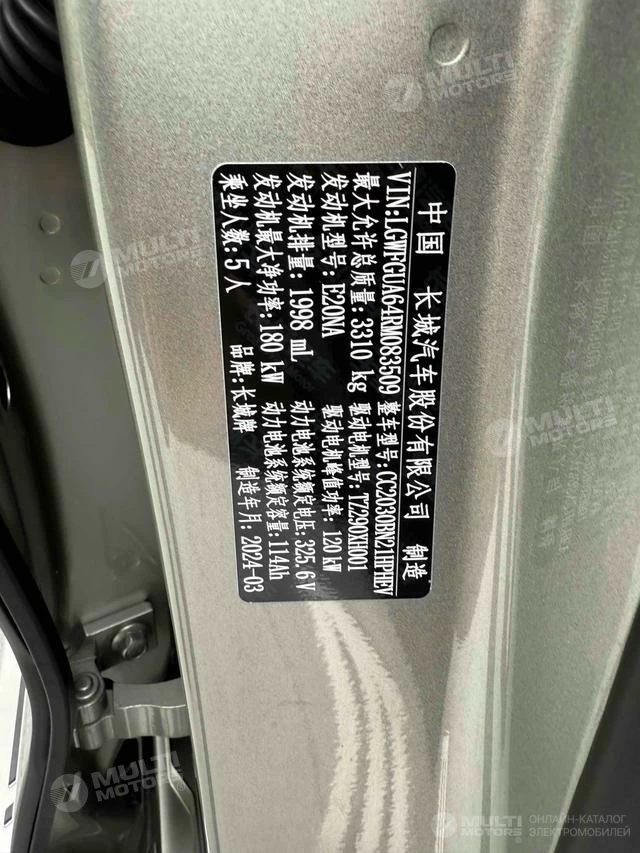 中国 长城汽车股份有限公司 制造
VIN:LGWFGUA64RM083509 整车型号:CC2030BN21HPHEV
最大允许总质量:3310 kg 驱动电机型号:TZ290XH001
发动机型号:E20NA 驱动电机峰值功率:120kW
发动机排量:1998 mL 动力电池系统额定电压:325.6V
发动机最大净功率:180 kW 动力电池系统额定容量:114Ah
乘坐人数:5人 品牌:长城牌 制造年月:2024-03
MULTI MOTORS
MULTI MOTORS
MULTI MOTORS
MULTI MOTORS
MULTI MOTORS
ОНЛАЙН-КАТАЛОГ
ЭЛЕКТРОМОБИЛЕЙ